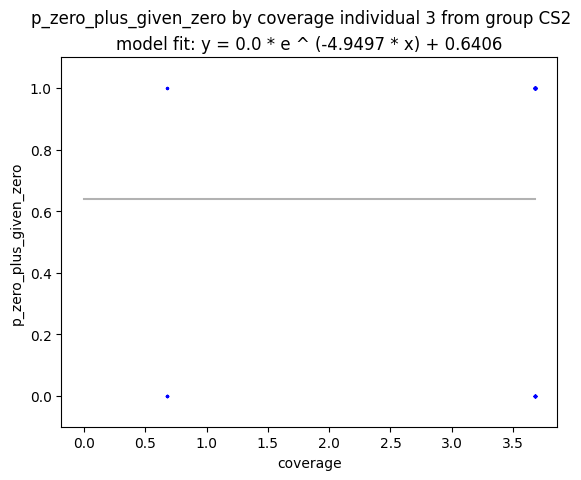 p_zero_plus_given_zero by coverage individual 3 from group CS2
model fit: y = 0.0 * e ^ (-4.9497 * x) + 0.6406
1.0
0.8
0.6
0.4
0.2
0.0
p_zero_plus_given_zero
0.0 0.5 1.0 1.5 2.0 2.5 3.0 3.5
coverage